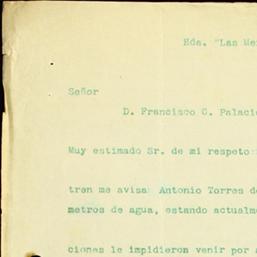 Hda. "Las Me
Señor
D. Francisco C. Palaci
Muy estimado Sr. de mi respeto:
tren me avisa Antonio Torres d
metros de agua, estando actualm
ciones le impidieron venir por